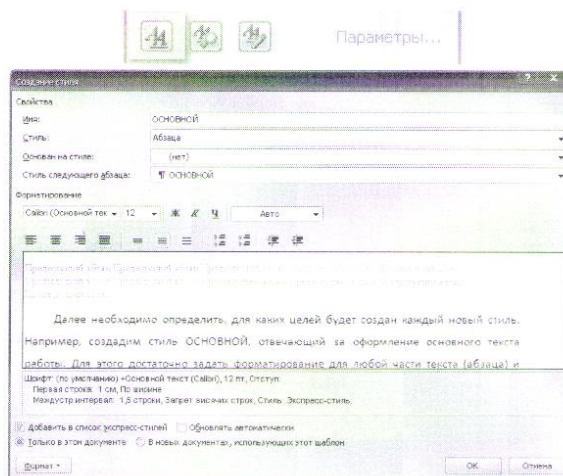 Параметры...
Создание стиля
Свойства
Имя: ОСНОВНОЙ
Стиль: Абзаца
Основан на стиле: (нет)
Стиль следующего абзаца: ¶ ОСНОВНОЙ
Форматирование
Calibri (Основной тек 12 Ж К Ч Авто
Далее необходимо определить, для каких целей будет создан каждый новый стиль.
Например, создадим стиль ОСНОВНОЙ, отвечающий за оформление основного текста
работы. Для этого достаточно задать форматирование для любой части текста (абзаца) и
Шрифт: (по умолчанию) +Основной текст (Calibri), 12 пт, Отступ:
Первая строка: 1 см, По ширине
Междустр.интервал: 1,5 строки, Запрет висячих строк, Стиль: Экспресс-стиль
Добавить в список экспресс-стилей Обновлять автоматически
Только в этом документе В новых документах, использующих этот шаблон
Формат ОК Отмена